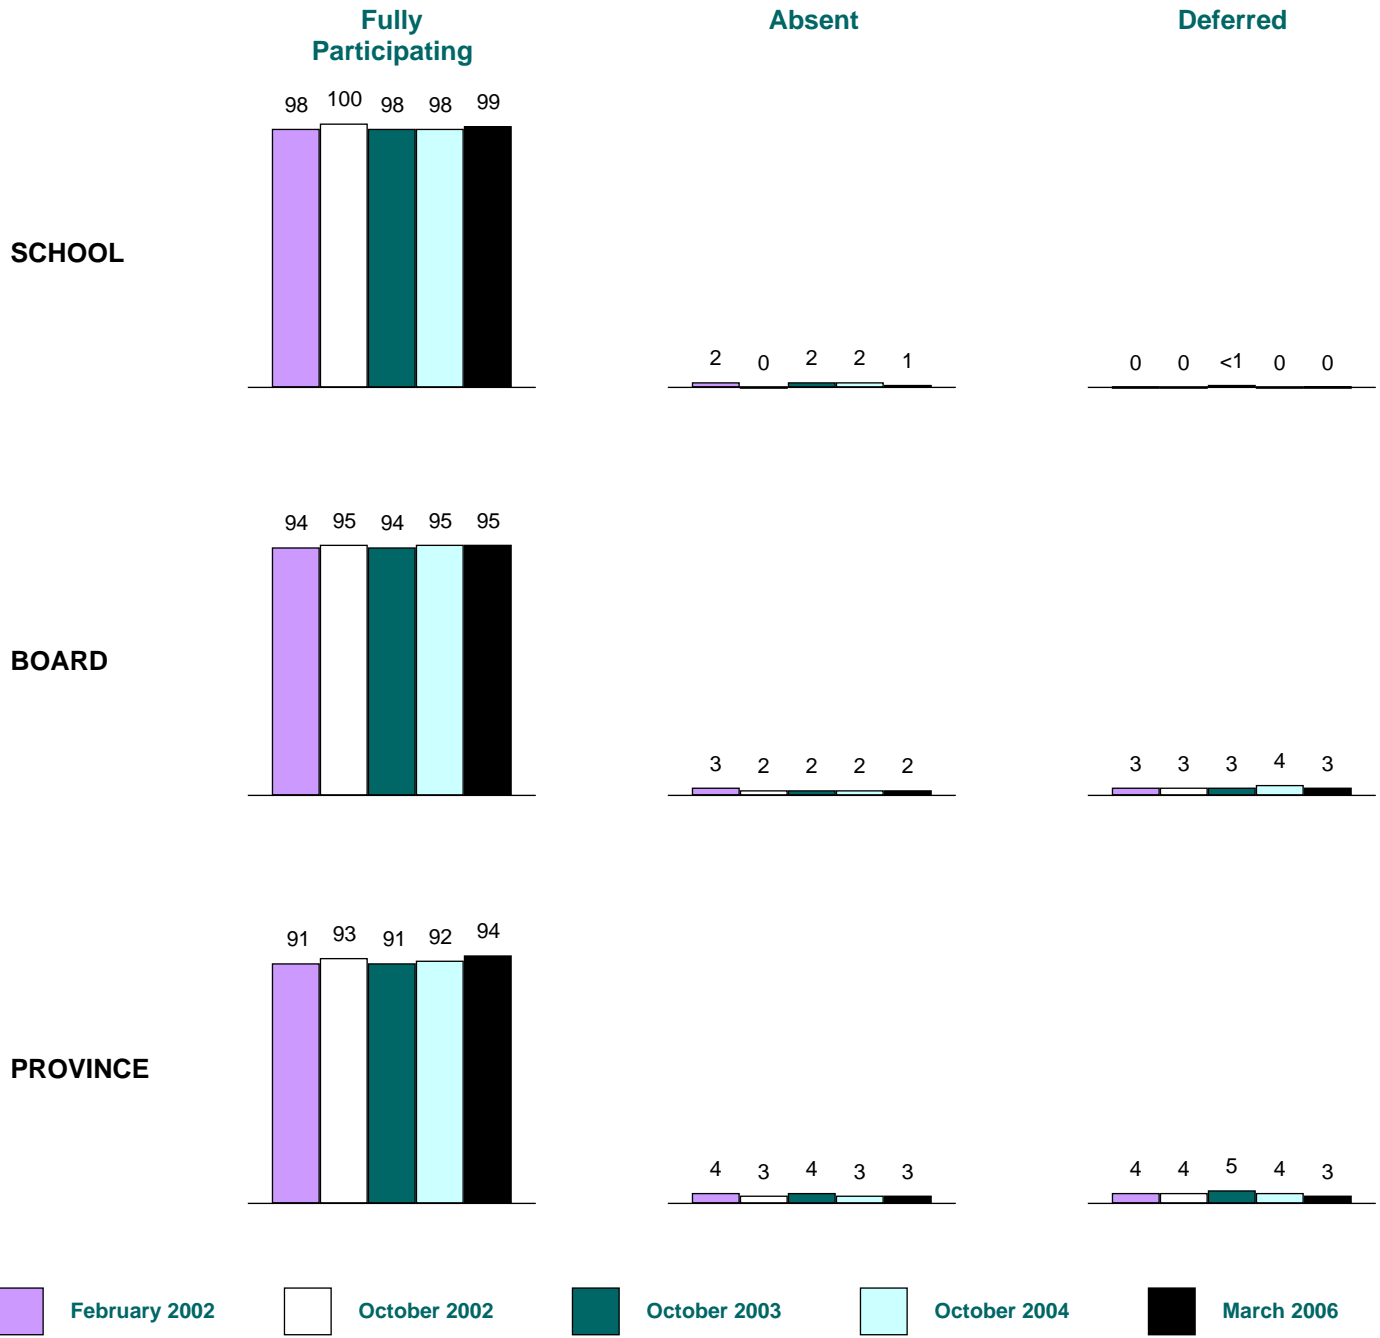 Fully
Participating
Absent
Deferred
SCHOOL
98 100 98 98 99
2 0 2 2 1
0 0 <1 0 0
BOARD
94 95 94 95 95
3 2 2 2 2
3 3 3 4 3
PROVINCE
91 93 91 92 94
4 3 4 3 3
4 4 5 4 3
February 2002
October 2002
October 2003
October 2004
March 2006